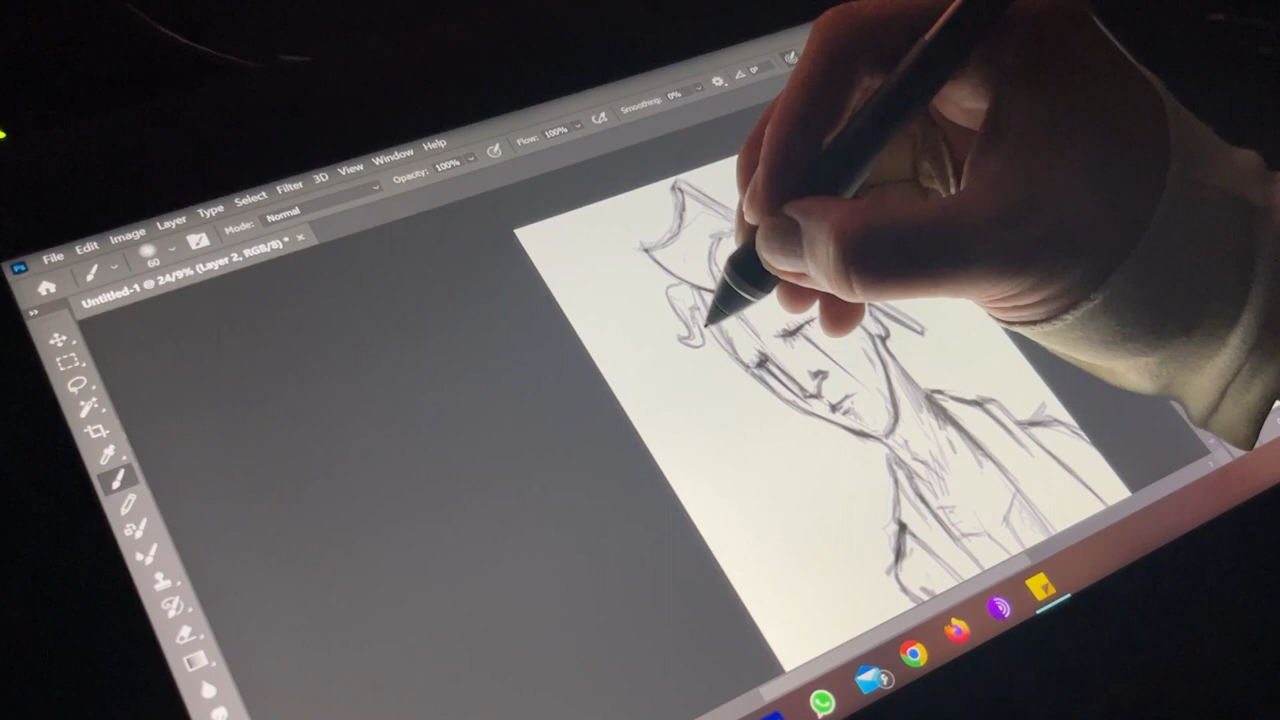 Ps File Edit Image Layer Type Select Filter 3D View Window Help
60 Mode: Normal Opacity: 100% Flow: 100% Smoothing: 0% 0°
Untitled-1 @ 24/9% (Layer 2, RGB/8) *